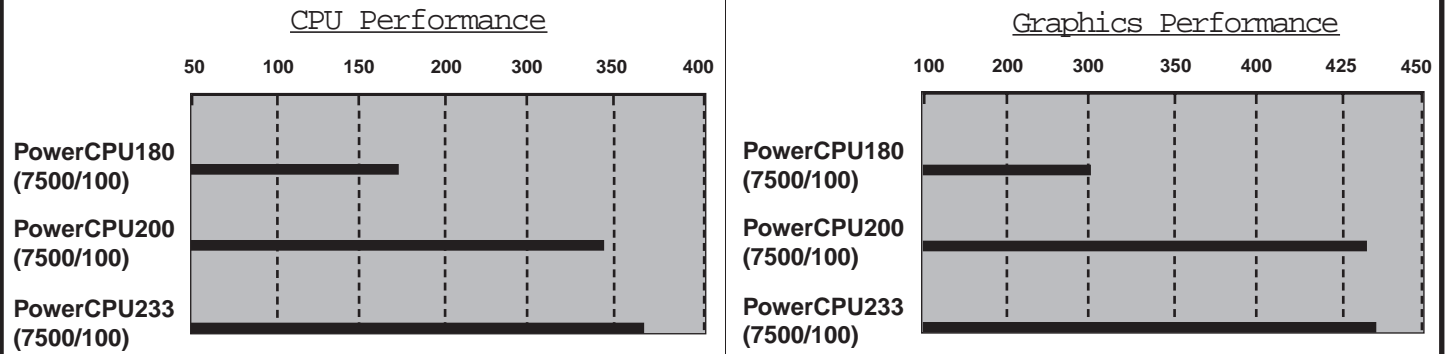 CPU Performance
50 100 150 200 300 350 400
PowerCPU180
(7500/100)
PowerCPU200
(7500/100)
PowerCPU233
(7500/100)
Graphics Performance
100 200 300 350 400 425 450
PowerCPU180
(7500/100)
PowerCPU200
(7500/100)
PowerCPU233
(7500/100)